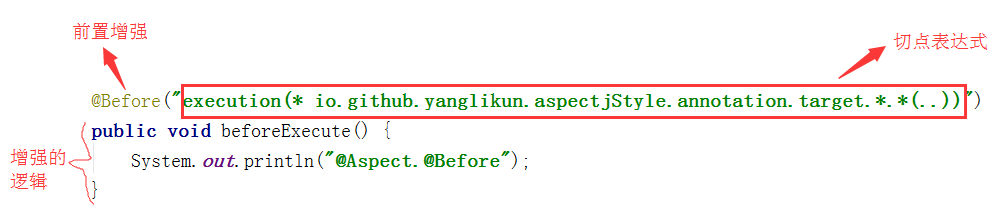 前置增强
切点表达式
@Before("execution(* io.github.yanglikun.aspectjStyle.annotation.target.*.*(..))")
public void beforeExecute() {
增强的
逻辑
System.out.println("@Aspect.@Before");
}